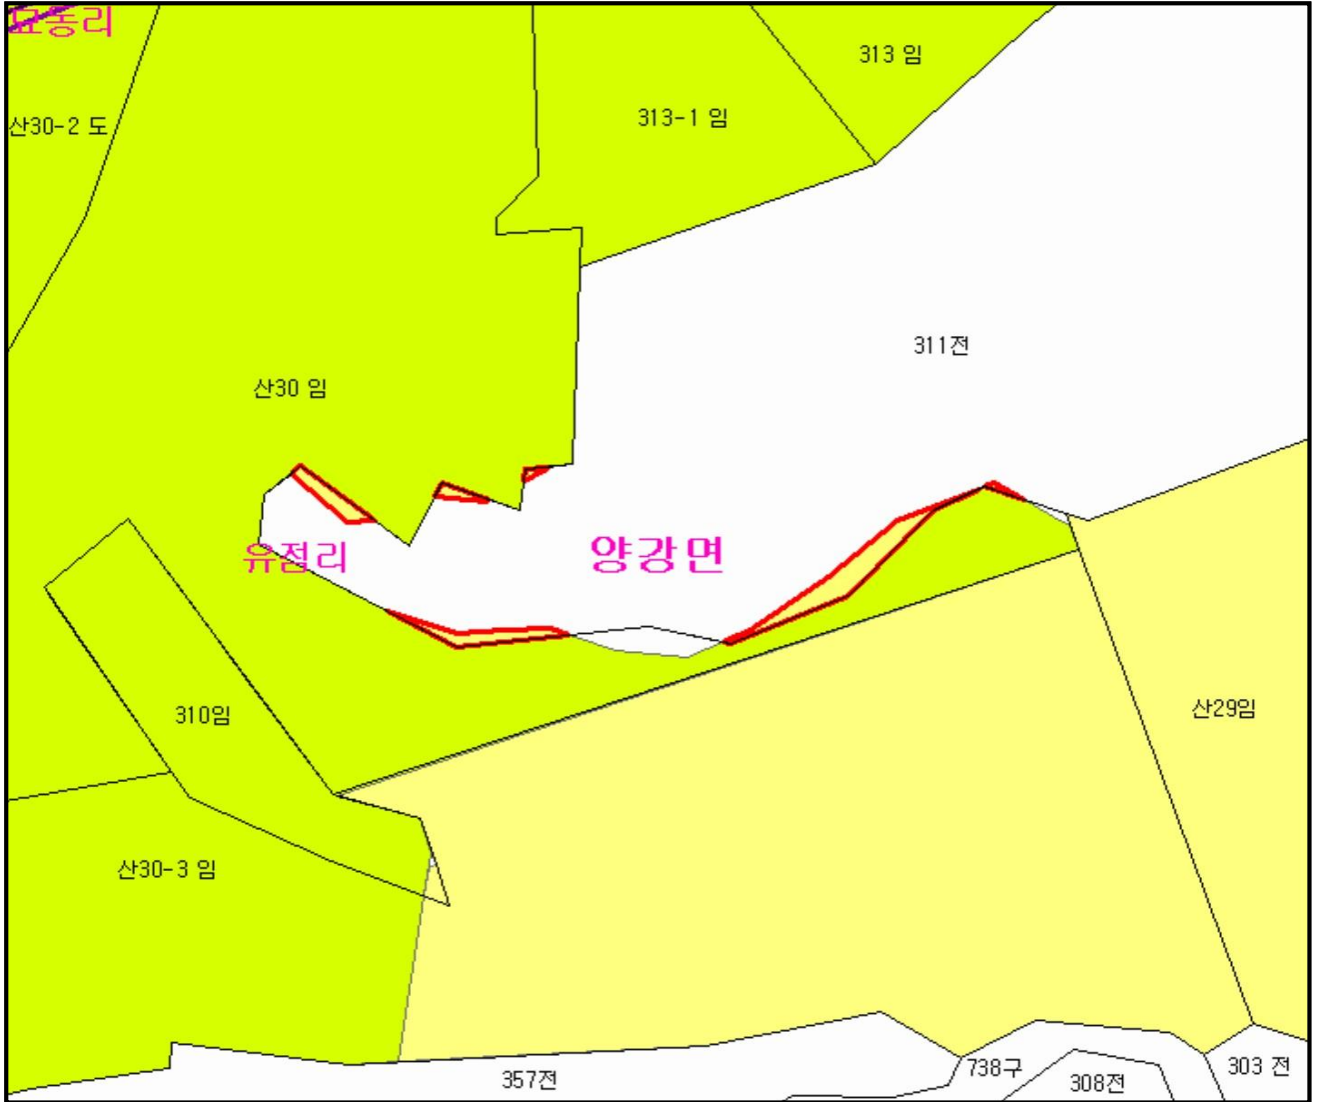 묘동리
313 임
313-1 임
산30-2 도
311전
산30 임
유점리
양강면
310임
산29임
산30-3 임
738구
303 전
357전
308전